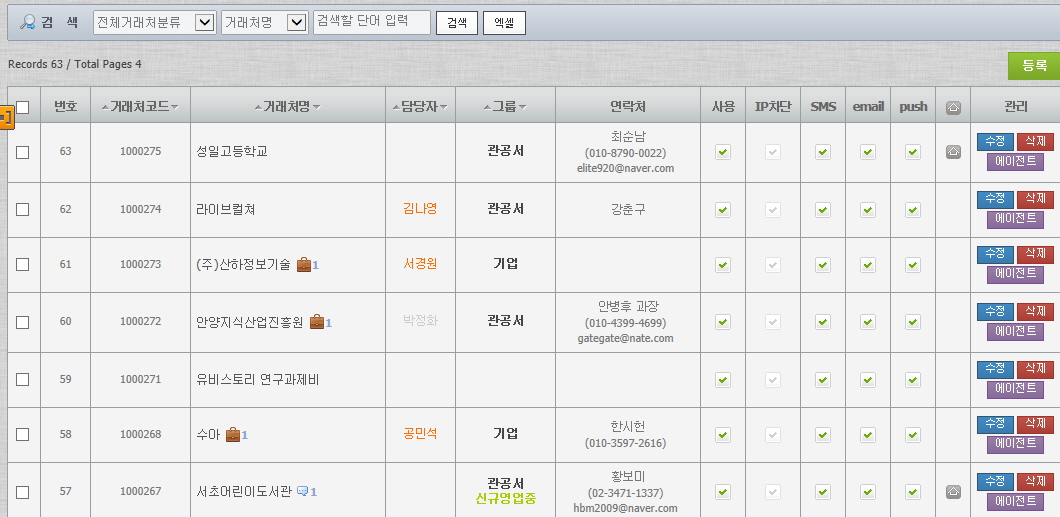 검 색 전체거래처분류 거래처명 검색할 단어 입력 검색 엑셀
Records 63 / Total Pages 4
등록
번호 거래처코드 거래처명 담당자 그룹 연락처 사용 IP차단 SMS email push 관리
63 1000275 성일고등학교 관공서 최순남 (010-8790-0022) elite920@naver.com 수정 삭제 에이전트
62 1000274 라이브컬쳐 김나영 관공서 강춘구 수정 삭제 에이전트
61 1000273 (주)산하정보기술 1 서경원 기업 수정 삭제 에이전트
60 1000272 안양지식산업진흥원 1 박정화 관공서 안병후 과장 (010-4399-4699) gategate@nate.com 수정 삭제 에이전트
59 1000271 유비스토리 연구과제비 수정 삭제 에이전트
58 1000268 수아 1 공민석 기업 한시헌 (010-3597-2616) 수정 삭제 에이전트
57 1000267 서초어린이도서관 1 관공서 신규영업중 황보미 (02-3471-1337) hbm2009@naver.com 수정 삭제 에이전트